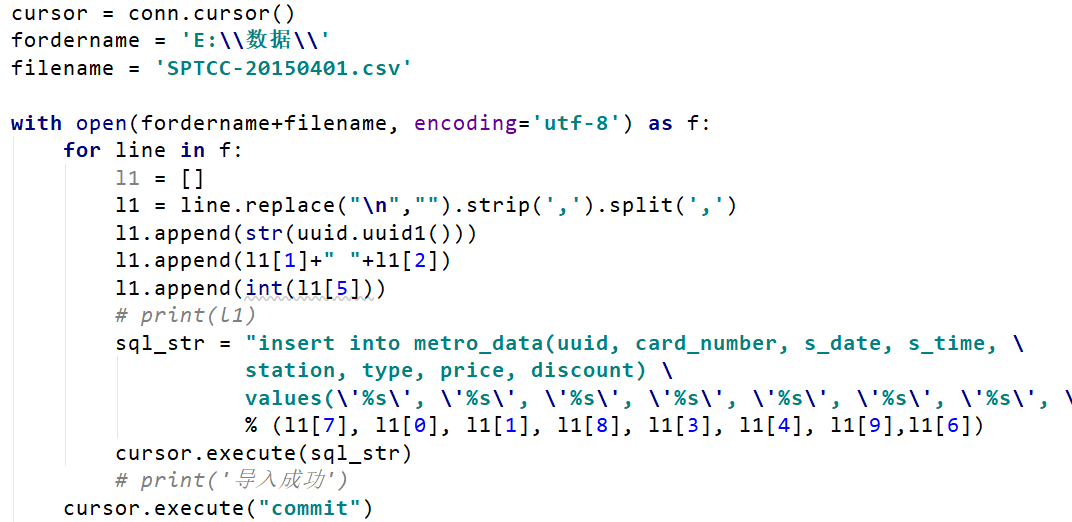 cursor = conn.cursor()
fordername = 'E:\\数据\\'
filename = 'SPTCC-20150401.csv'
with open(fordername+filename, encoding='utf-8') as f:
for line in f:
l1 = []
l1 = line.replace("\n","").strip(',').split(',')
l1.append(str(uuid.uuid1()))
l1.append(l1[1]+" "+l1[2])
l1.append(int(l1[5]))
# print(l1)
sql_str = "insert into metro_data(uuid, card_number, s_date, s_time, \
station, type, price, discount) \
values(\'%s\', \'%s\', \'%s\', \'%s\', \'%s\', \'%s\', \'%s\', \
% (l1[7], l1[0], l1[1], l1[8], l1[3], l1[4], l1[9],l1[6])
cursor.execute(sql_str)
# print('导入成功')
cursor.execute("commit")